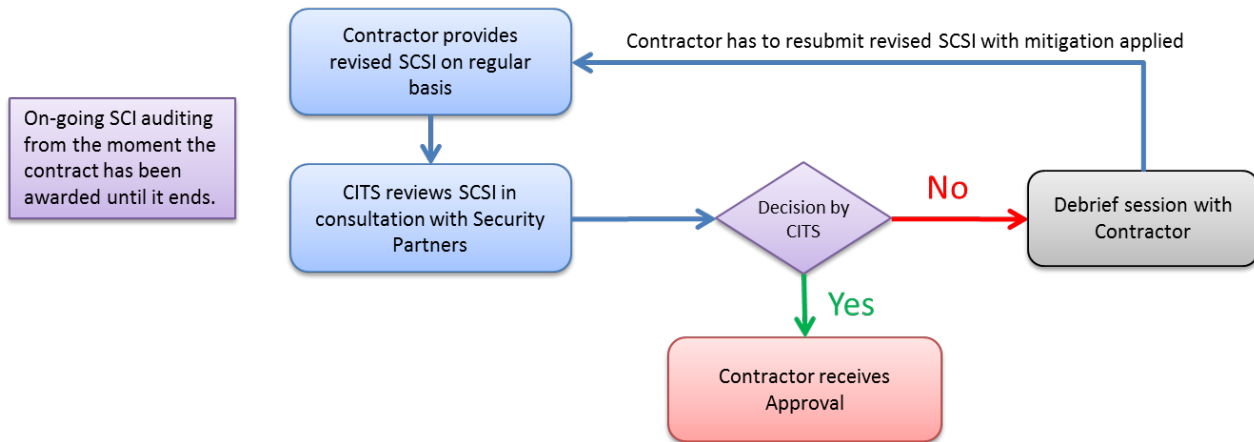 Contractor provides
revised SCSI on regular
basis
Contractor has to resubmit revised SCSI with mitigation applied
On-going SCI auditing
from the moment the
contract has been
awarded until it ends.
CITS reviews SCSI in
consultation with Security
Partners
Decision by
CITS
No
Debrief session with
Contractor
Yes
Contractor receives
Approval